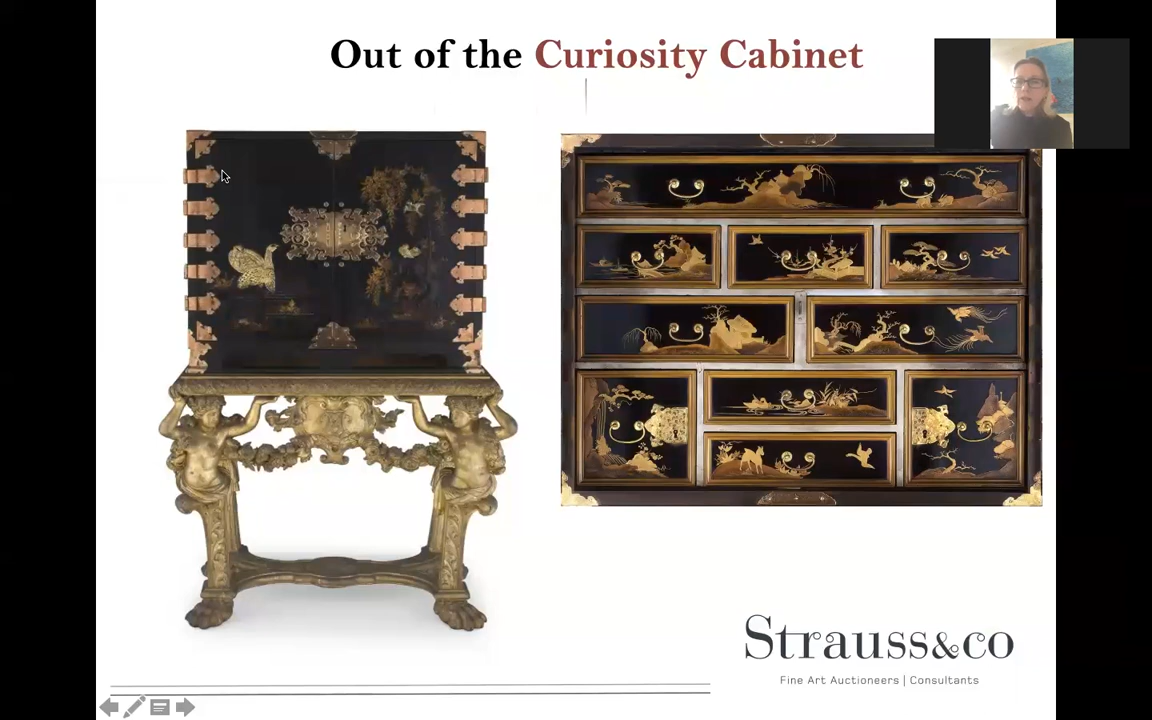 Out of the Curiosity Cabinet
Strauss&co
Fine Art Auctioneers | Consultants